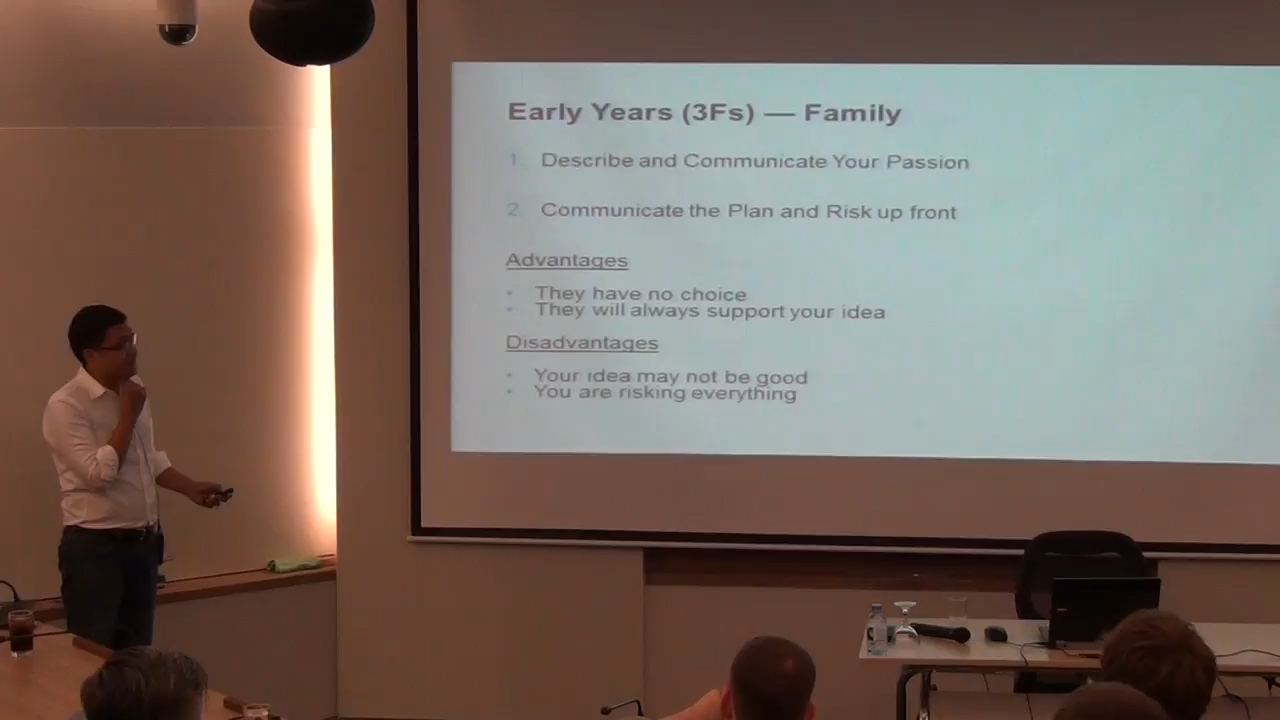 Early Years (3Fs) — Family
1. Describe and Communicate Your Passion
2. Communicate the Plan and Risk up front
Advantages
• They have no choice
• They will always support your idea
Disadvantages
• Your idea may not be good
• You are risking everything